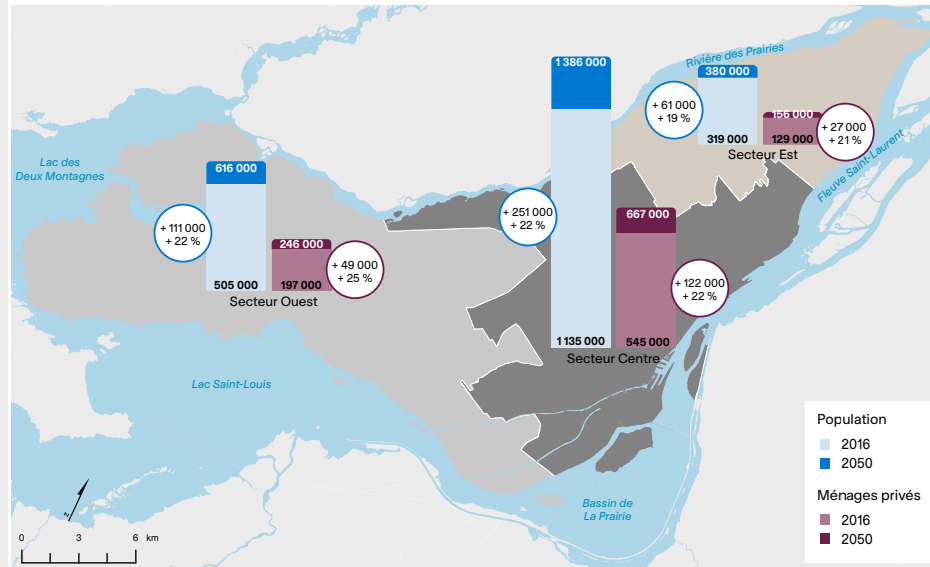 Rivière des Prairies
1 386 000
380 000
+ 61 000
+ 19 %
156 000
319 000
129 000
+ 27 000
+ 21 %
Secteur Est
Fleuve Saint-Laurent
Lac des
Deux Montagnes
616 000
+ 111 000
+ 22 %
246 000
+ 49 000
+ 25 %
505 000
197 000
Secteur Ouest
+ 251 000
+ 22 %
667 000
+ 122 000
+ 22 %
1 135 000
545 000
Secteur Centre
Lac Saint-Louis
Bassin de
La Prairie
N
0 3 6 km
Population
2016
2050
Ménages privés
2016
2050